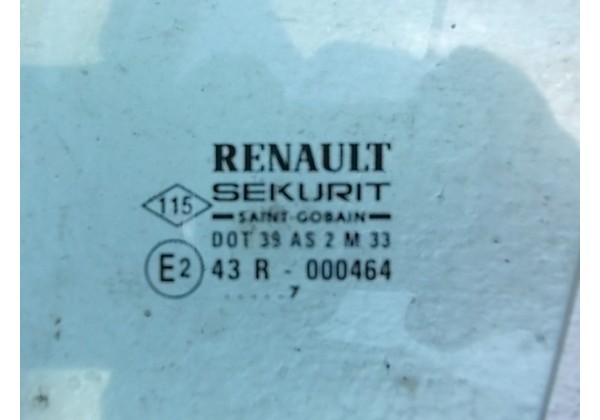 RENAULT
115 SEKURIT
SAINT-GOBAIN
DOT 39 AS 2 M 33
E2 43 R - 000464
.....7